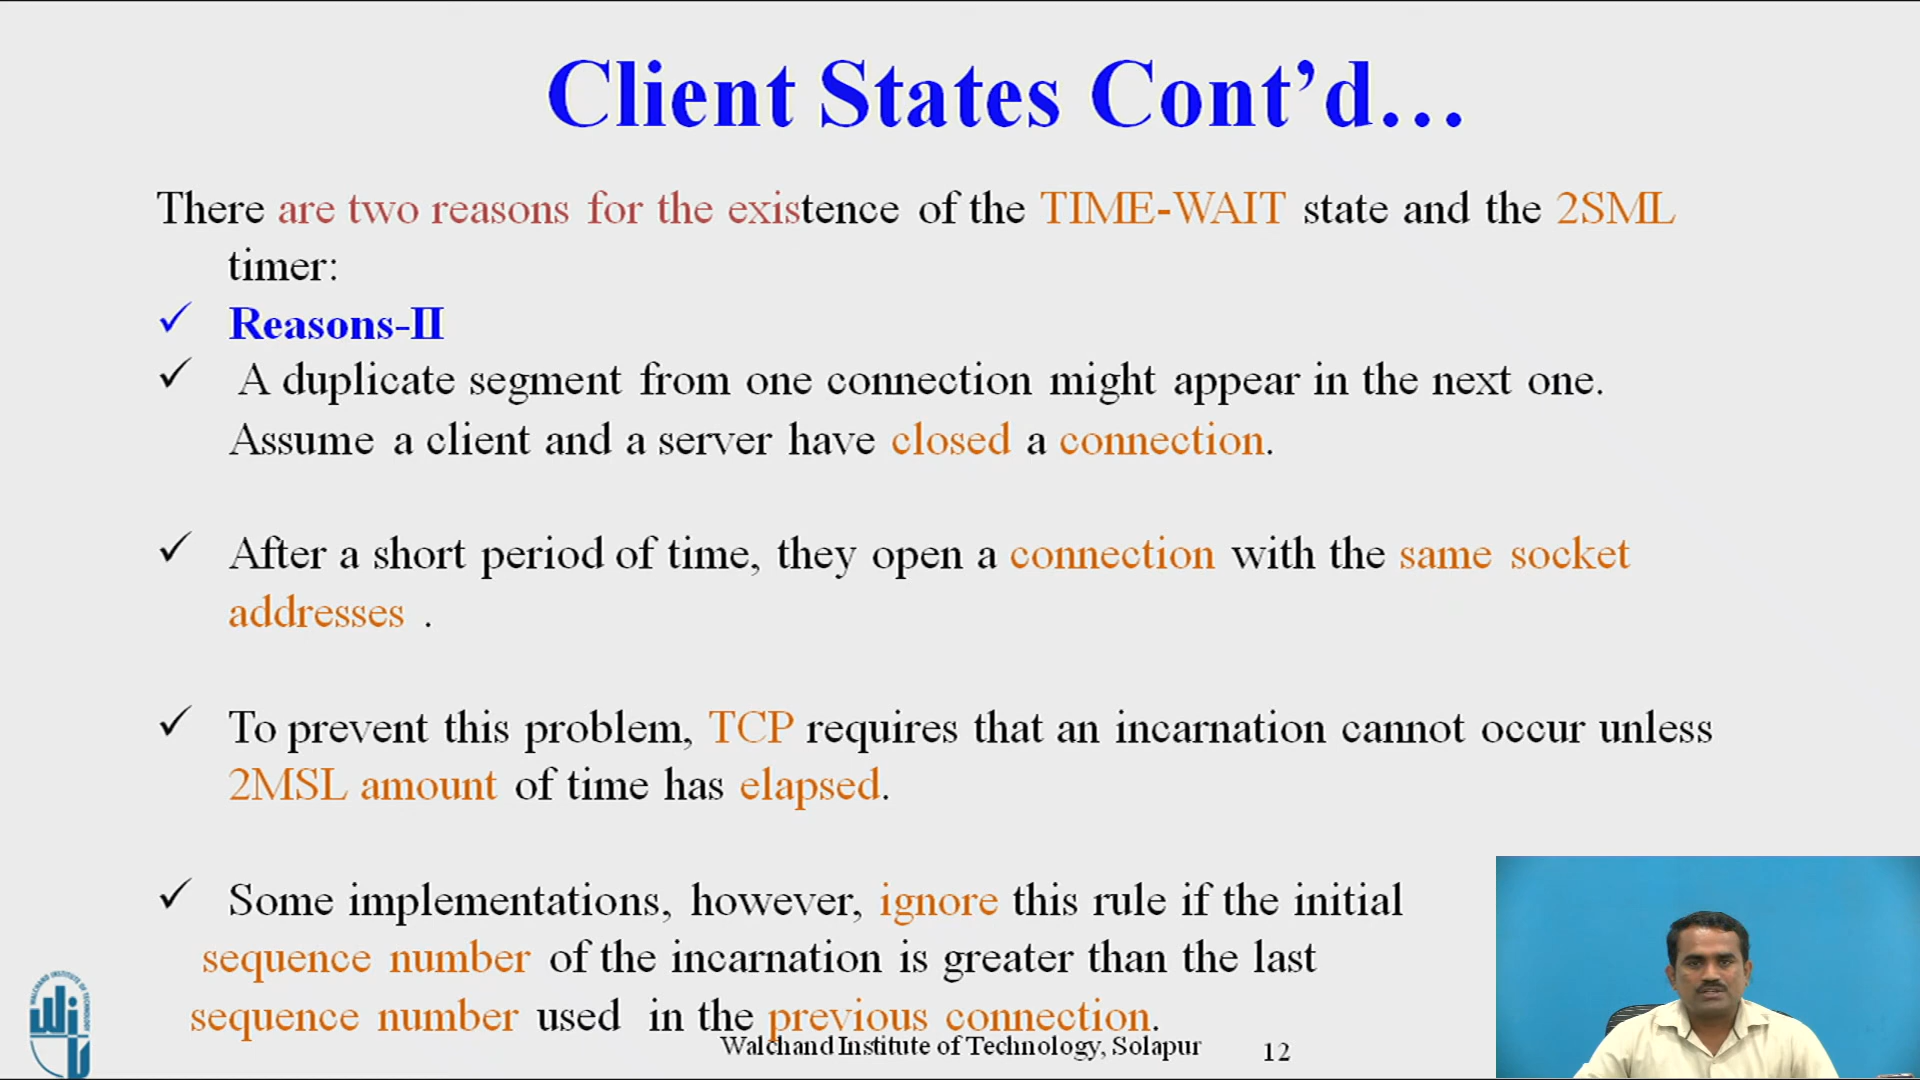 Client States Cont’d…
There are two reasons for the existence of the TIME-WAIT state and the 2SML
timer:
✓ Reasons-II
✓ A duplicate segment from one connection might appear in the next one.
Assume a client and a server have closed a connection.
✓ After a short period of time, they open a connection with the same socket
addresses .
✓ To prevent this problem, TCP requires that an incarnation cannot occur unless
2MSL amount of time has elapsed.
✓ Some implementations, however, ignore this rule if the initial
sequence number of the incarnation is greater than the last
sequence number used in the previous connection.
Walchand Institute of Technology, Solapur 12
WALCHAND INSTITUTE OF TECHNOLOGY